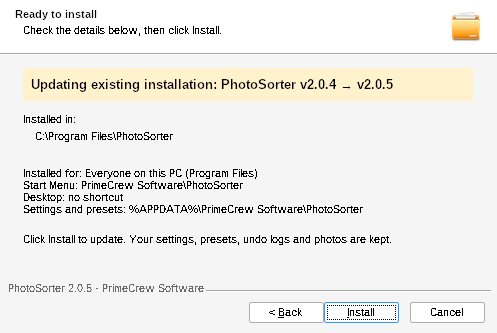 Ready to install
Check the details below, then click Install.
Updating existing installation: PhotoSorter v2.0.4 → v2.0.5
Installed in:
C:\Program Files\PhotoSorter
Installed for: Everyone on this PC (Program Files)
Start Menu: PrimeCrew Software\PhotoSorter
Desktop: no shortcut
Settings and presets: %APPDATA%\PrimeCrew Software\PhotoSorter
Click Install to update. Your settings, presets, undo logs and photos are kept.
PhotoSorter 2.0.5 - PrimeCrew Software
< Back
Install
Cancel